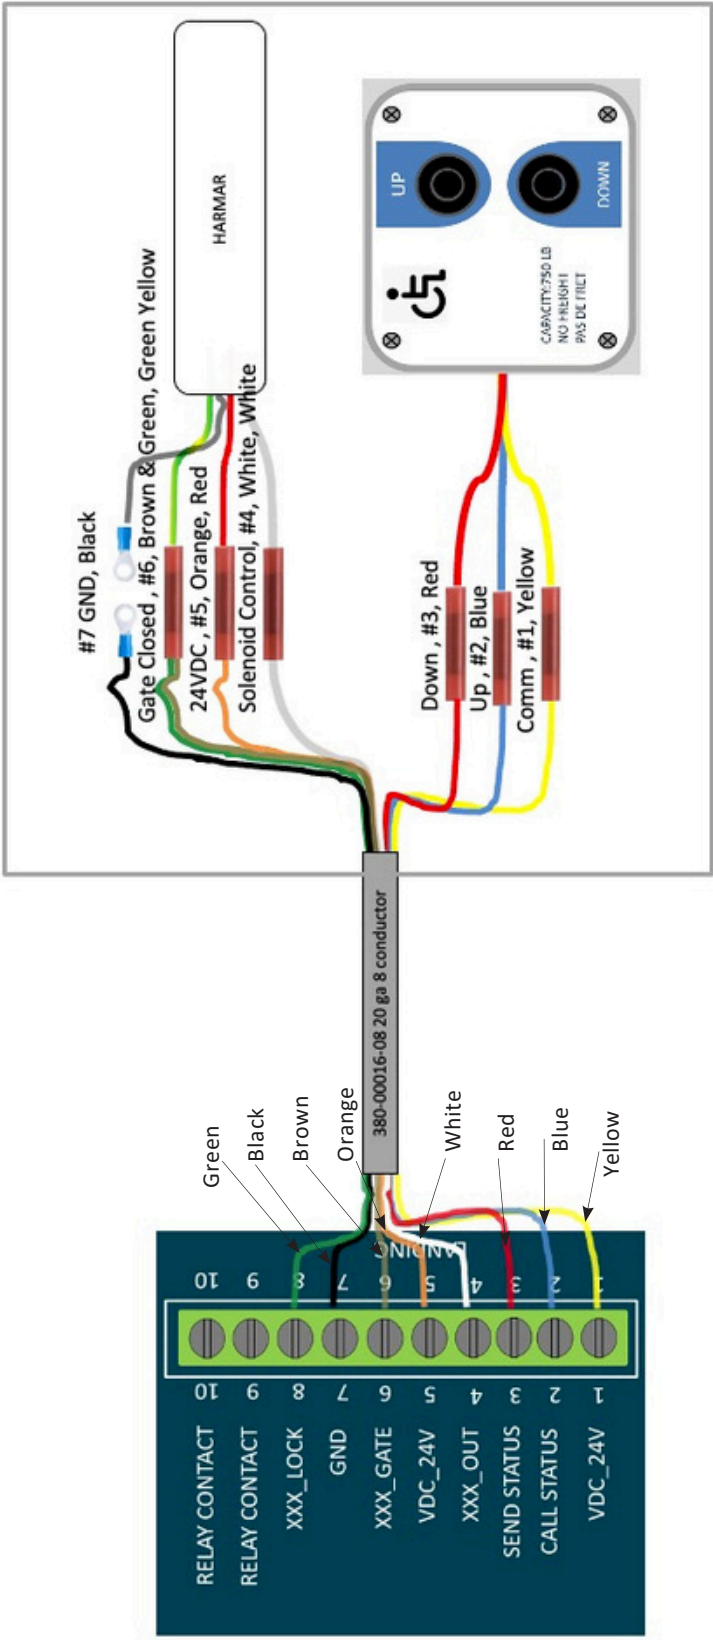 HARMAR
UP
DOWN
CAPACITY:750 LB
NO FREIGHT
PAS DE FRET
#7 GND, Black
Gate Closed , #6, Brown & Green, Green Yellow
24VDC , #5, Orange, Red
Solenoid Control, #4, White, White
Down , #3, Red
Up , #2, Blue
Comm , #1, Yellow
380-00016-08 20 ga 8 conductor
Green
Black
Brown
Orange
White
Red
Blue
Yellow
LANDING
10
9
8
7
6
5
4
3
2
1
10
9
8
7
6
5
4
3
2
1
RELAY CONTACT
RELAY CONTACT
XXX_LOCK
GND
XXX_GATE
VDC_24V
XXX_OUT
SEND STATUS
CALL STATUS
VDC_24V